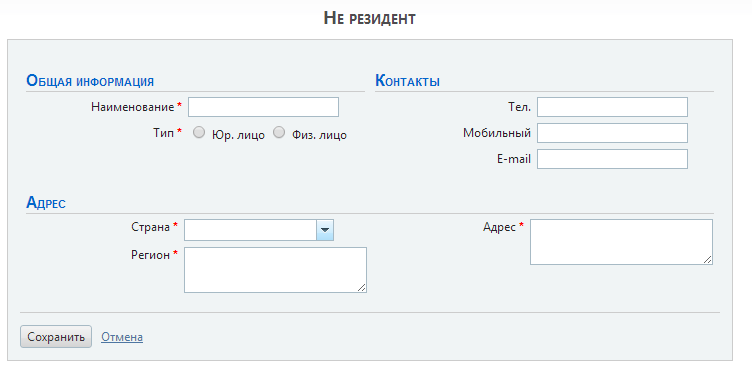 Не резидент
Общая информация
Наименование *
Тип * Юр. лицо Физ. лицо
Контакты
Тел.
Мобильный
E-mail
Адрес
Страна *
Регион *
Адрес *
Сохранить Отмена